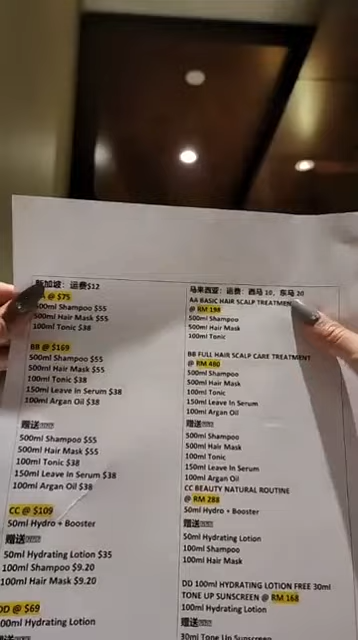 新加坡：运费$12
@ $75
500ml Shampoo $55
500ml Hair Mask $55
100ml Tonic $38
BB @ $169
500ml Shampoo $55
500ml Hair Mask $55
100ml Tonic $38
150ml Leave In Serum $38
100ml Argan Oil $38
赠送
500ml Shampoo $55
500ml Hair Mask $55
100ml Tonic $38
150ml Leave In Serum $38
100ml Argan Oil $38
CC @ $109
50ml Hydro + Booster
赠送
50ml Hydrating Lotion $35
100ml Shampoo $9.20
100ml Hair Mask $9.20
DD @ $69
100ml Hydrating Lotion
马来西亚：运费：西马 10，东马 20
AA BASIC HAIR SCALP TREATMENT
@ RM 198
500ml Shampoo
500ml Hair Mask
100ml Tonic
BB FULL HAIR SCALP CARE TREATMENT
@ RM 480
500ml Shampoo
500ml Hair Mask
100ml Tonic
150ml Leave In Serum
100ml Argan Oil
赠送
500ml Shampoo
500ml Hair Mask
100ml Tonic
150ml Leave In Serum
100ml Argan Oil
CC BEAUTY NATURAL ROUTINE
@ RM 288
50ml Hydro + Booster
赠送
50ml Hydrating Lotion
100ml Shampoo
100ml Hair Mask
DD 100ml HYDRATING LOTION FREE 30ml
TONE UP SUNSCREEN @ RM 168
100ml Hydrating Lotion
赠送
30ml Tone Up Sunscreen